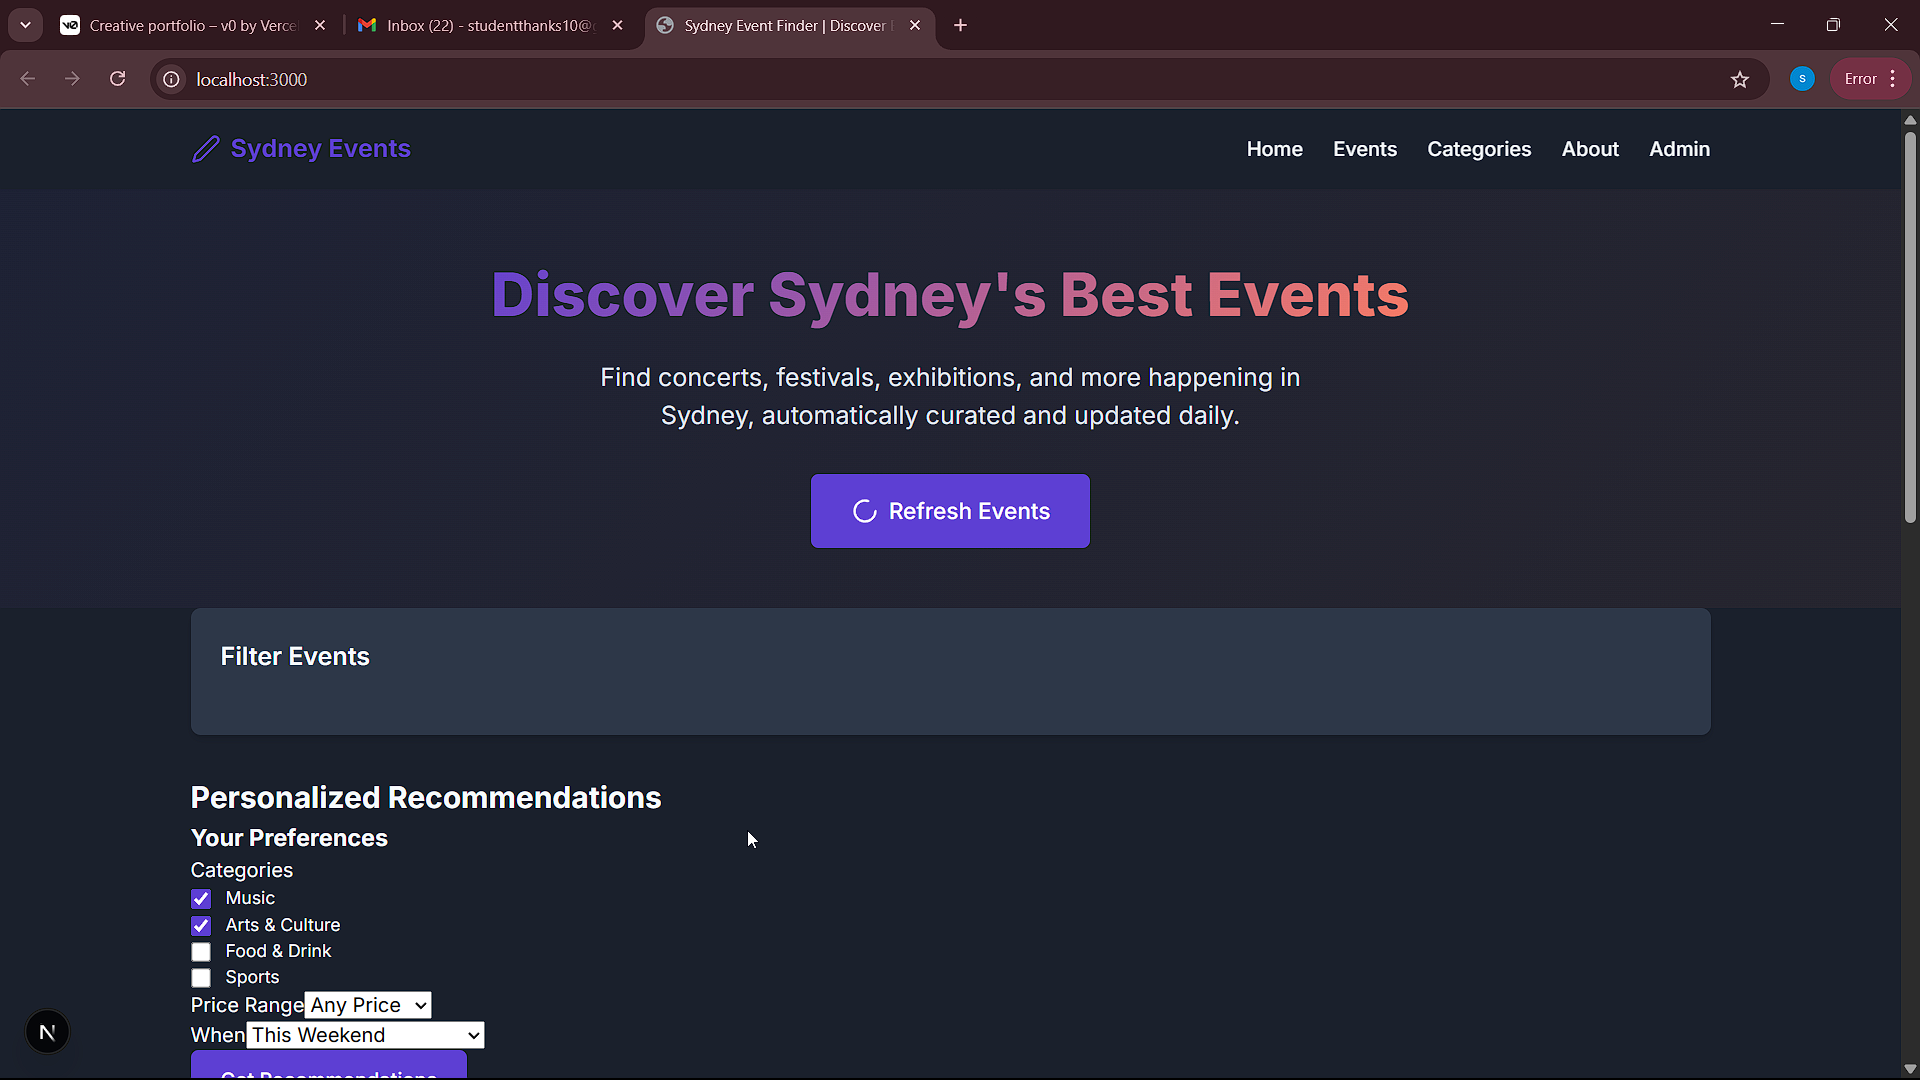 Creative portfolio – v0 by Verce
Inbox (22) - studentthanks10@
Sydney Event Finder | Discover
localhost:3000
S
Error
Sydney Events
Home Events Categories About Admin
Discover Sydney's Best Events
Find concerts, festivals, exhibitions, and more happening in
Sydney, automatically curated and updated daily.
Refresh Events
Filter Events
Personalized Recommendations
Your Preferences
Categories
Music
Arts & Culture
Food & Drink
Sports
Price Range Any Price
When This Weekend
Get Recommendations
N